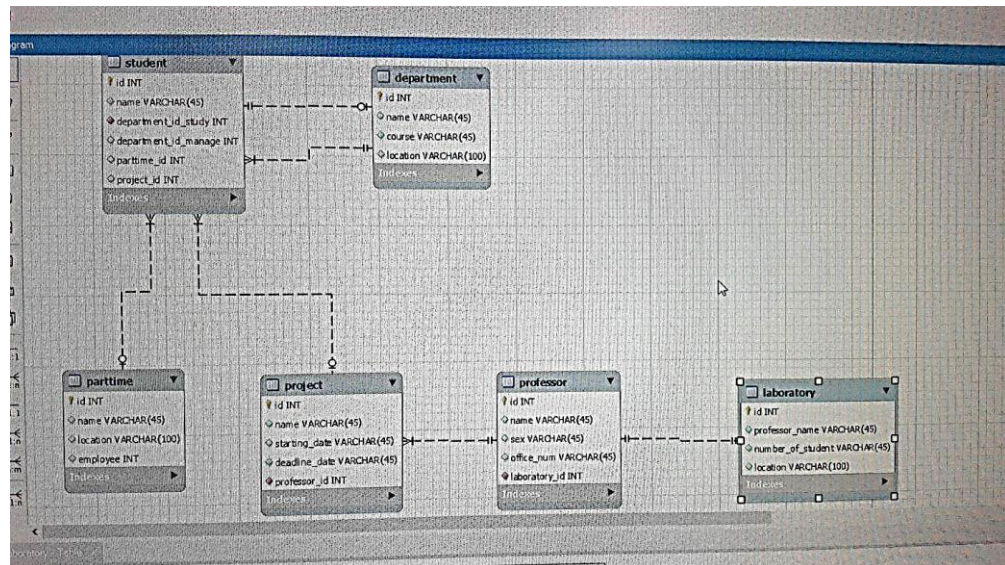 student
id INT
name VARCHAR(45)
department_id_study INT
department_id_manage INT
parttime_id INT
project_id INT
Indexes
department
id INT
name VARCHAR(45)
course VARCHAR(45)
location VARCHAR(100)
Indexes
parttime
id INT
name VARCHAR(45)
location VARCHAR(100)
employee INT
Indexes
project
id INT
name VARCHAR(45)
starting_date VARCHAR(45)
deadline_date VARCHAR(45)
professor_id INT
Indexes
professor
id INT
name VARCHAR(45)
sex VARCHAR(45)
office_num VARCHAR(45)
laboratory_id INT
Indexes
laboratory
id INT
professor_name VARCHAR(45)
number_of_student VARCHAR(45)
location VARCHAR(100)
Indexes